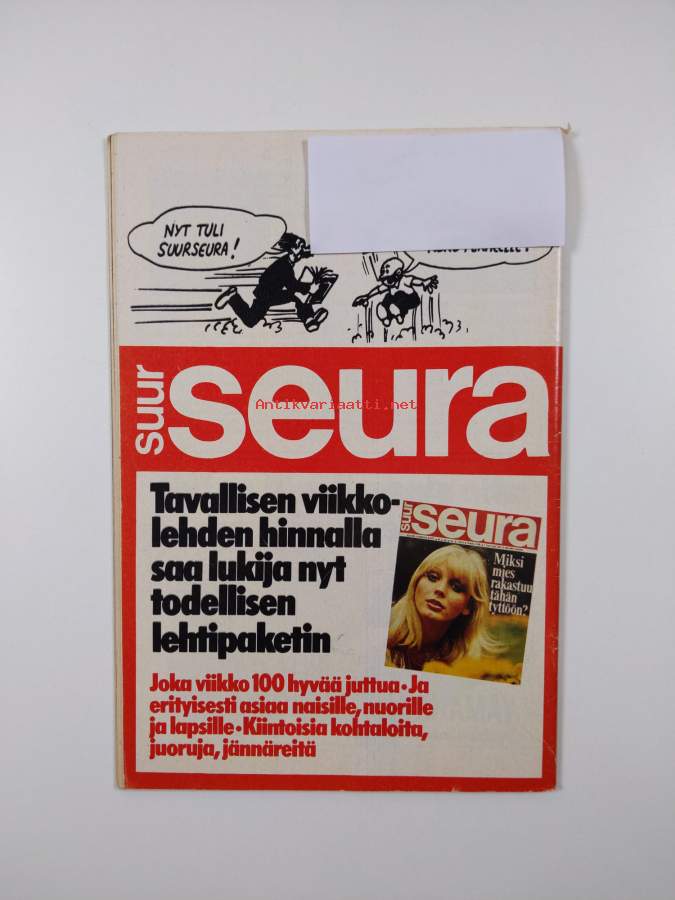 NYT TULI
SUURSEURA!
suur seura
Antikvariaatti.net
Tavallisen viikko-
lehden hinnalla
saa lukija nyt
todellisen
lehtipaketin
suur seura
Miksi
mies
rakastuu
tähän
tyttöön?
Joka viikko 100 hyvää juttua•Ja
erityisesti asiaa naisille, nuorille
ja lapsille•Kiintoisia kohtaloita,
juoruja, jännäreitä